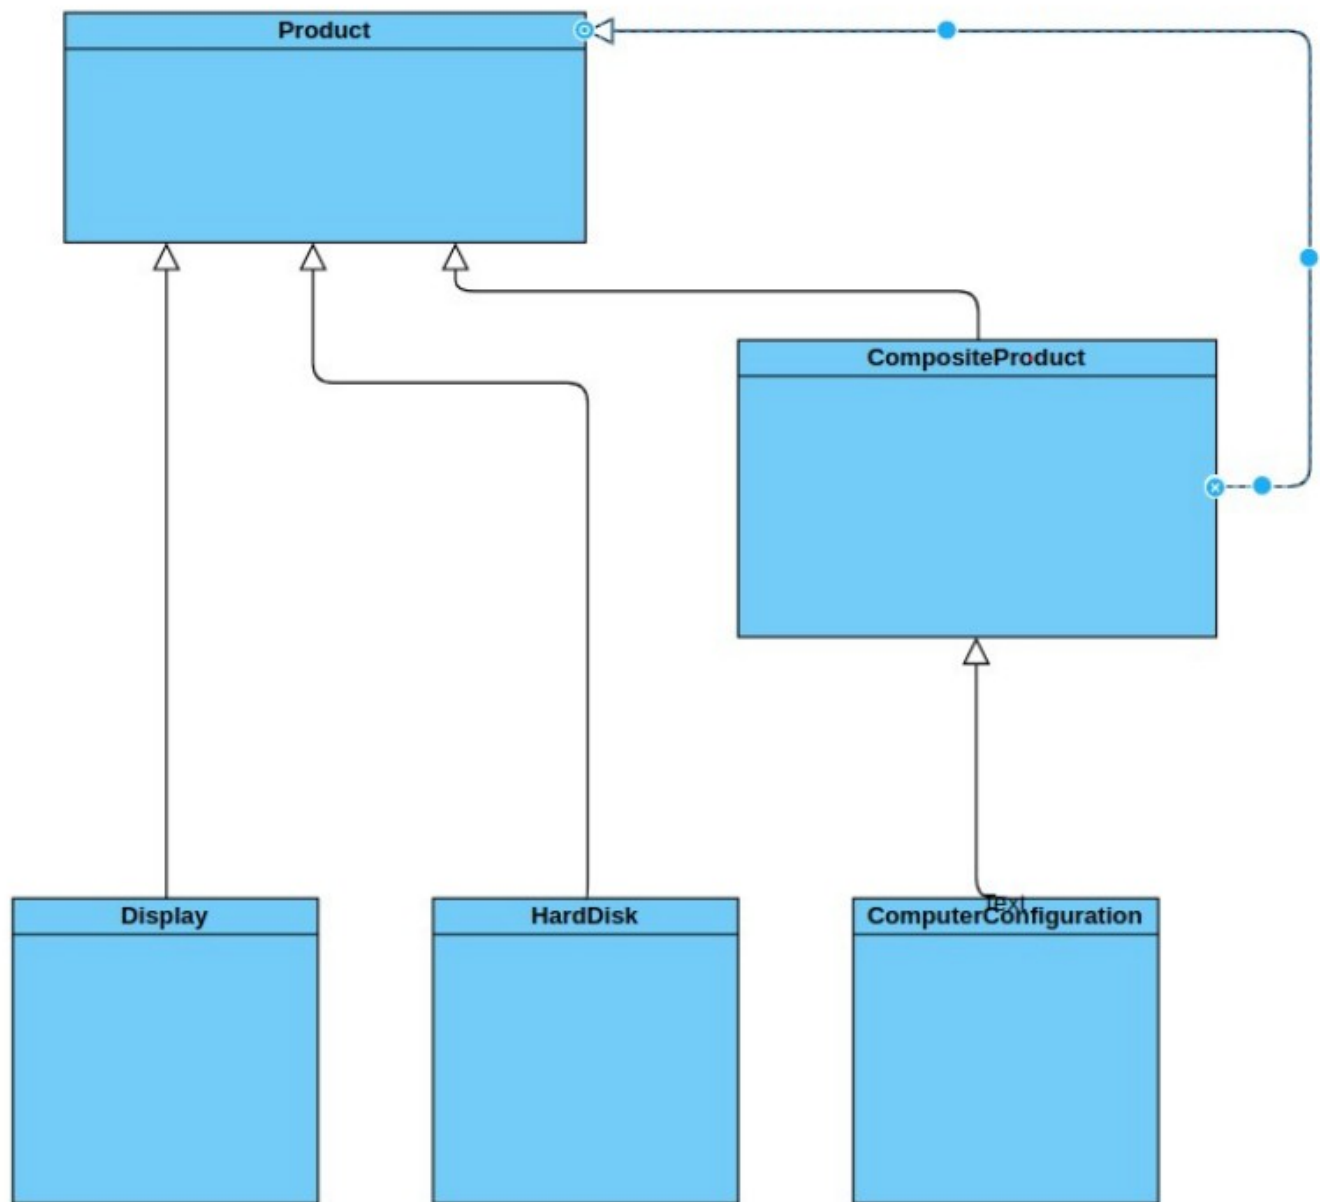 Product
CompositeProduct
Display
HardDisk
Text
ComputerConfiguration